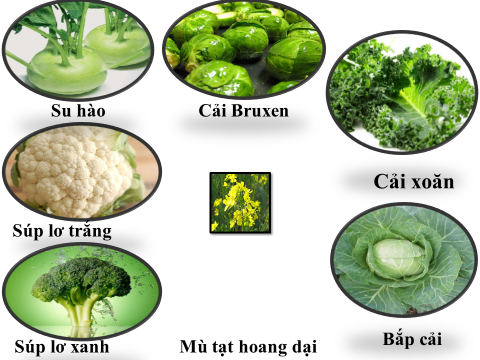 Su hào
Cải Bruxen
Cải xoăn
Súp lơ trắng
Súp lơ xanh
Mù tạt hoang dại
Bắp cải